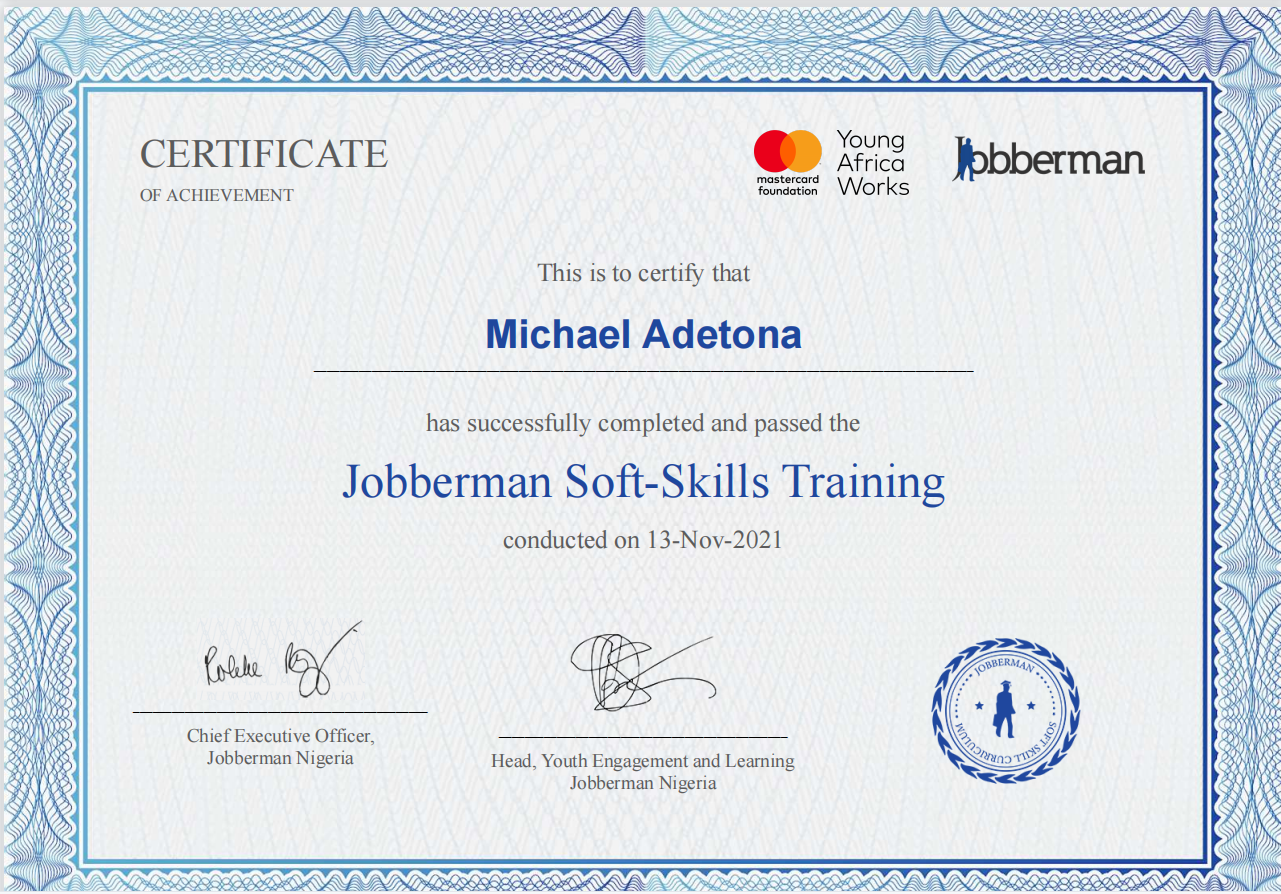 CERTIFICATE
OF ACHIEVEMENT
mastercard
foundation
Young
Africa
Works
Jobberman
This is to certify that
Michael Adetona
has successfully completed and passed the
Jobberman Soft-Skills Training
conducted on 13-Nov-2021
Chief Executive Officer,
Jobberman Nigeria
Head, Youth Engagement and Learning
Jobberman Nigeria
JOBBERMAN
SOFT SKILL CURRICULUM